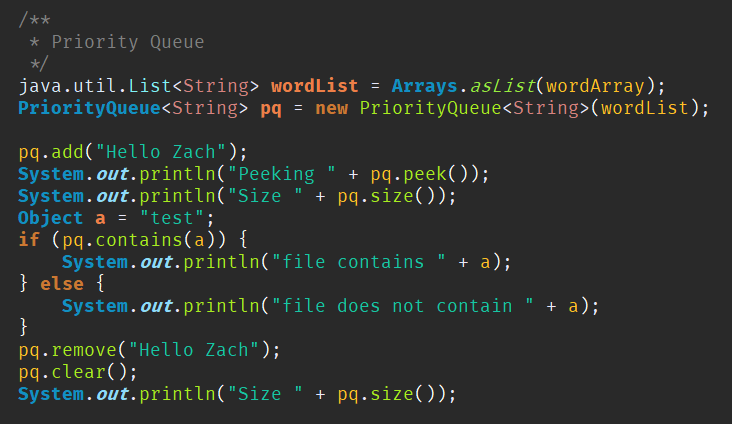 /**
 * Priority Queue
 */
java.util.List<String> wordList = Arrays.asList(wordArray);
PriorityQueue<String> pq = new PriorityQueue<String>(wordList);

pq.add("Hello Zach");
System.out.println("Peeking " + pq.peek());
System.out.println("Size " + pq.size());
Object a = "test";
if (pq.contains(a)) {
    System.out.println("file contains " + a);
} else {
    System.out.println("file does not contain " + a);
}
pq.remove("Hello Zach");
pq.clear();
System.out.println("Size " + pq.size());